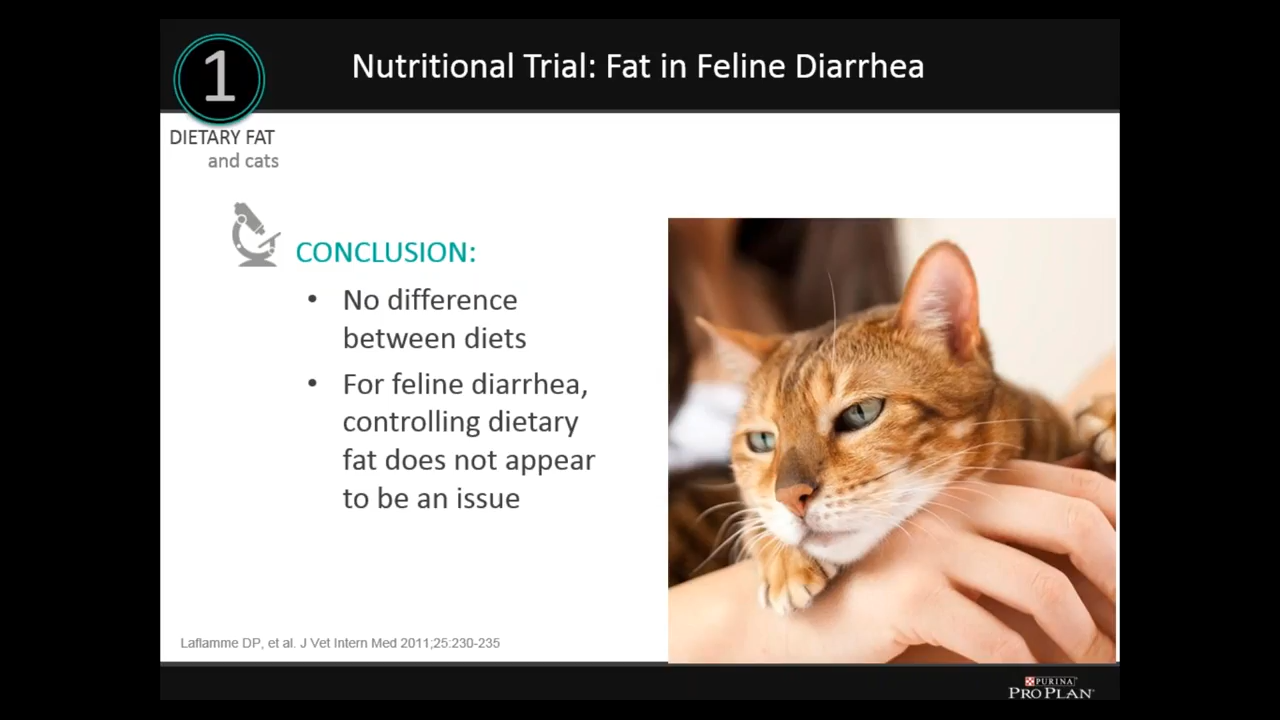 1
Nutritional Trial: Fat in Feline Diarrhea
DIETARY FAT
and cats
CONCLUSION:
• No difference
between diets
• For feline diarrhea,
controlling dietary
fat does not appear
to be an issue
Laflamme DP, et al. J Vet Intern Med 2011;25:230-235
PURINA
PRO PLAN